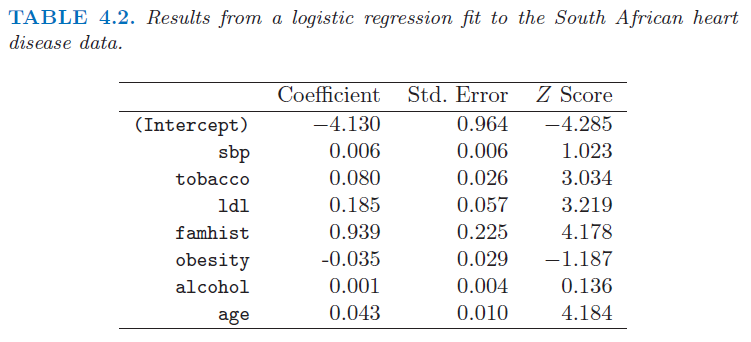 TABLE 4.2. Results from a logistic regression fit to the South African heart
disease data.
Coefficient Std. Error Z Score
(Intercept) −4.130 0.964 −4.285
sbp 0.006 0.006 1.023
tobacco 0.080 0.026 3.034
ldl 0.185 0.057 3.219
famhist 0.939 0.225 4.178
obesity -0.035 0.029 −1.187
alcohol 0.001 0.004 0.136
age 0.043 0.010 4.184